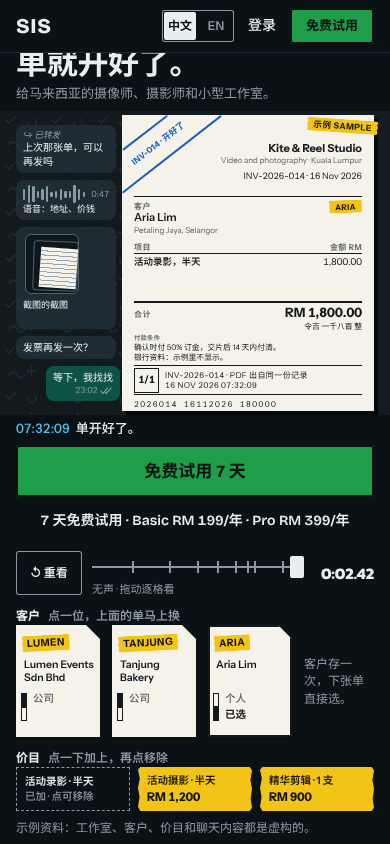 SIS
中文 EN
登录
免费试用
单就开好了。
给马来西亚的摄像师、摄影师和小型工作室。
已转发
上次那张单，可以
再发吗
0:47
语音：地址、价钱
截图的截图
发票再发一次？
等下，我找找
23:02
INV-014·开好了
示例 SAMPLE
Kite & Reel Studio
Video and photography · Kuala Lumpur
INV-2026-014 · 16 Nov 2026
客户
ARIA
Aria Lim
Petaling Jaya, Selangor
项目 金额 RM
活动录影，半天 1,800.00
合计 RM 1,800.00
令吉 一千八百 整
付款条件
确认时付 50% 订金，交片后 14 天内付清。
银行资料：示例里不显示。
1/1
INV-2026-014 · PDF 出自同一份记录
16 NOV 2026 07:32:09
2026014 16112026 180000
07:32:09 单开好了。
免费试用 7 天
7 天免费试用 · Basic RM 199/年 · Pro RM 399/年
重看
0:02.42
无声 · 拖动逐格看
客户 点一位，上面的单马上换
LUMEN
Lumen Events
Sdn Bhd
公司
TANJUNG
Tanjung
Bakery
公司
ARIA
Aria Lim
个人
已选
客户存一
次，下张单
直接选。
价目 点一下加上，再点移除
活动录影 · 半天
已加 · 点可移除
活动摄影 · 半天
RM 1,200
精华剪辑 · 1 支
RM 900
示例资料：工作室、客户、价目和聊天内容都是虚构的。